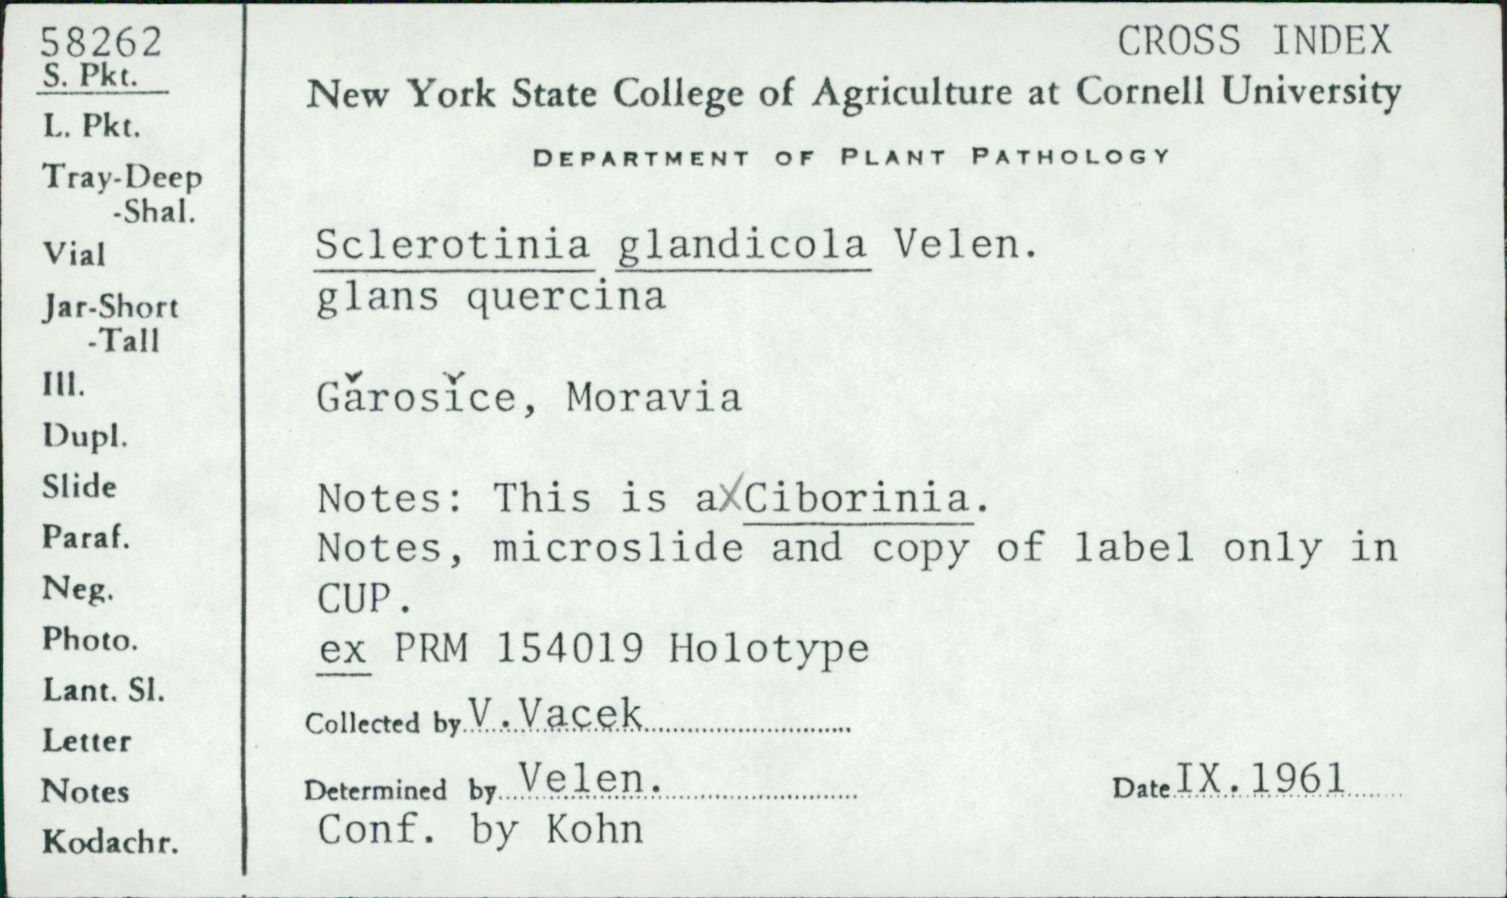 58262
S. Pkt.
L. Pkt.
Tray-Deep
-Shal.
Vial
Jar-Short
-Tall
Ill.
Dupl.
Slide
Paraf.
Neg.
Photo.
Lant. Sl.
Letter
Notes
Kodachr.
CROSS INDEX
New York State College of Agriculture at Cornell University
DEPARTMENT OF PLANT PATHOLOGY
Sclerotinia glandicola Velen.
glans quercina
Gǎrosǐce, Moravia
Notes: This is a Ciborinia.
Notes, microslide and copy of label only in
CUP.
ex PRM 154019 Holotype
Collected by V.Vacek
Determined by Velen.
Date IX.1961
Conf. by Kohn